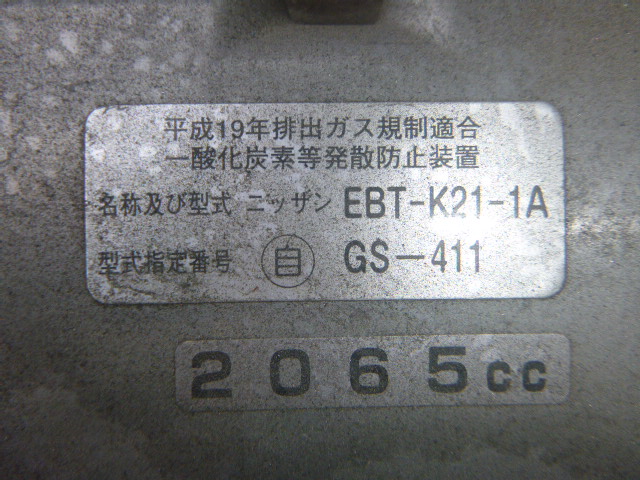 平成19年排出ガス規制適合
一酸化炭素等発散防止装置
名称及び型式 ニッサン EBT-K21-1A
型式指定番号 自 GS-411
2065cc